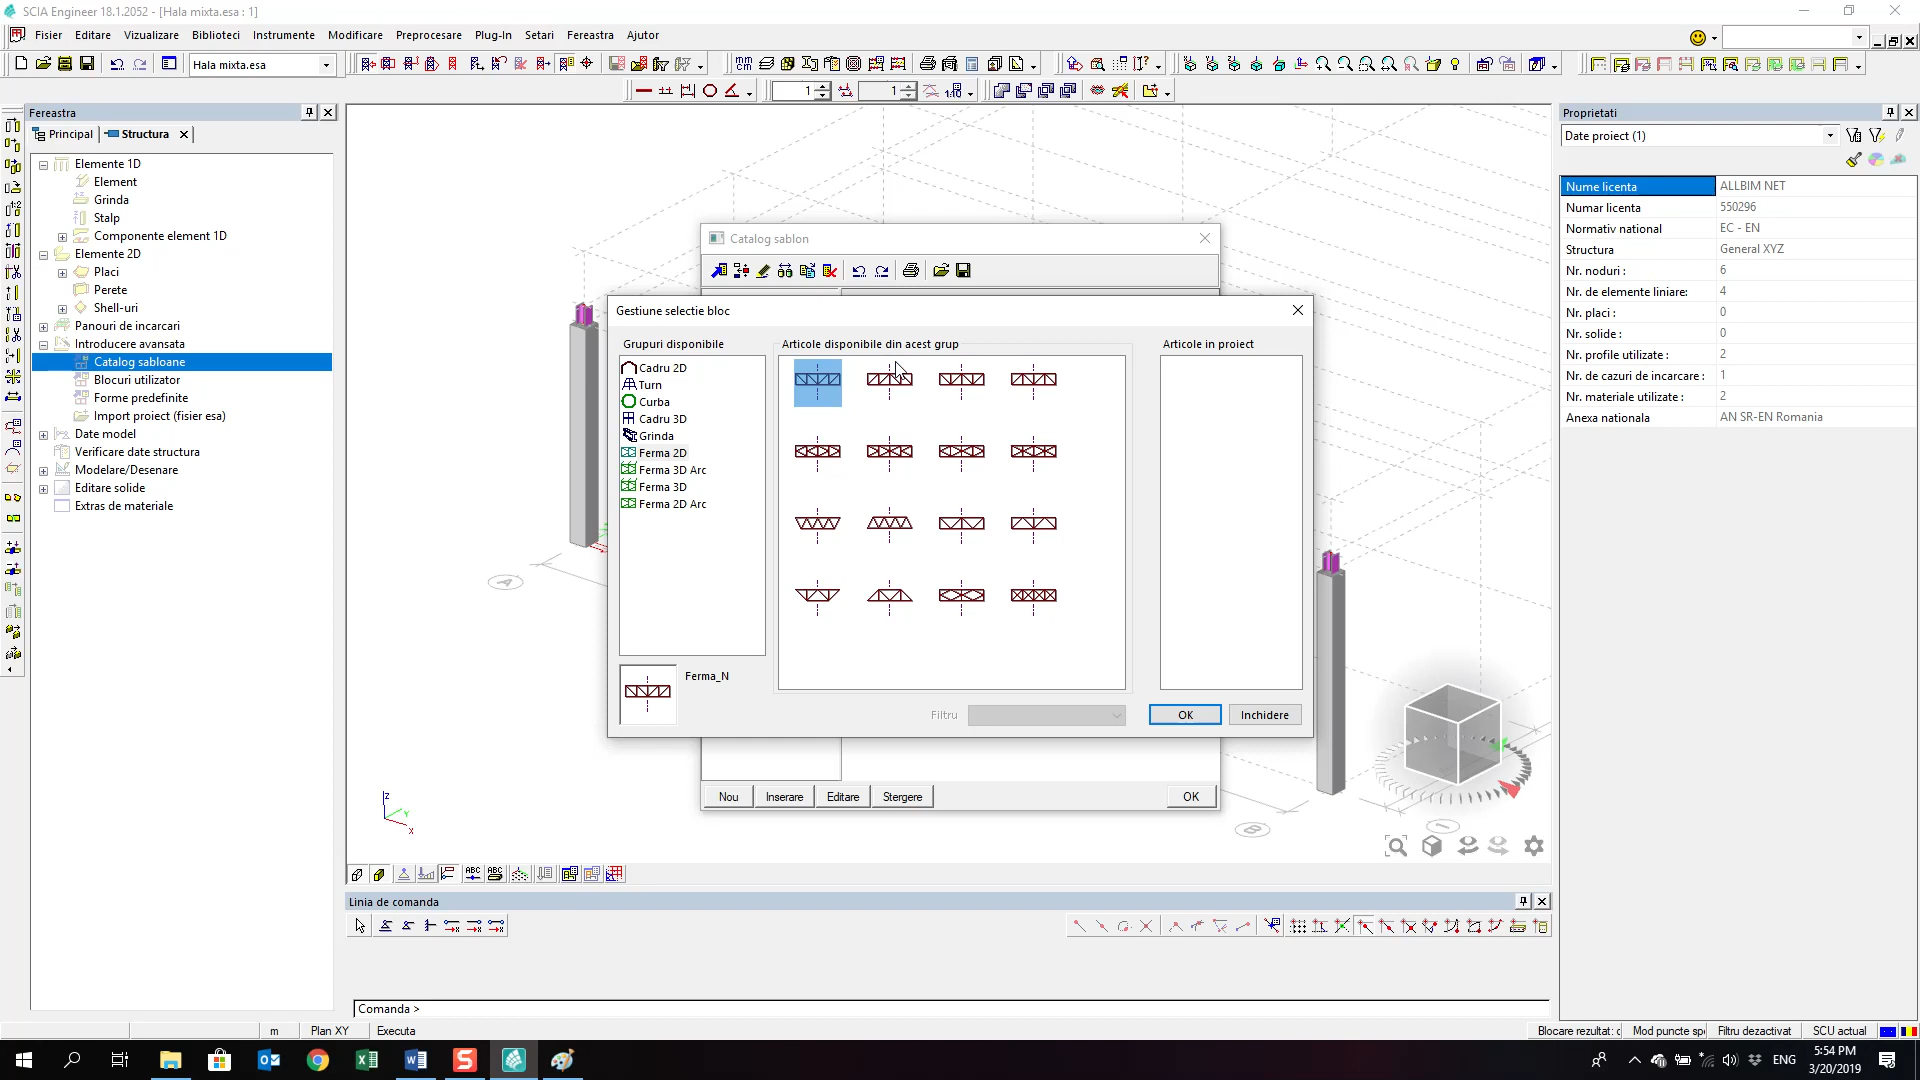 SCIA Engineer 18.1.2052 - [Hala mixta.esa : 1]
Fisier Editare Vizualizare Biblioteci Instrumente Modificare Preprocesare Plug-In Setari Fereastra Ajutor
Hala mixta.esa
1 1
Fereastra
Principal Structura
Elemente 1D
Element
Grinda
Stalp
Componente element 1D
Elemente 2D
Placi
Perete
Shell-uri
Panouri de incarcari
Introducere avansata
Catalog sabloane
Blocuri utilizator
Forme predefinite
Import proiect (fisier esa)
Date model
Verificare date structura
Modelare/Desenare
Editare solide
Extras de materiale
Catalog sablon
Nou Inserare Editare Stergere OK
Gestiune selectie bloc
Grupuri disponibile
Cadru 2D
Turn
Curba
Cadru 3D
Grinda
Ferma 2D
Ferma 3D Arc
Ferma 3D
Ferma 2D Arc
Articole disponibile din acest grup
Articole in proiect
Ferma_N
Filtru
OK Inchidere
A
B
1
z
Y
X
Proprietati
Date proiect (1)
Nume licenta ALLBIM NET
Numar licenta 550296
Normativ national EC - EN
Structura General XYZ
Nr. noduri : 6
Nr. de elemente liniare: 4
Nr. placi : 0
Nr. solide : 0
Nr. profile utilizate : 2
Nr. de cazuri de incarcare : 1
Nr. materiale utilizate : 2
Anexa nationala AN SR-EN Romania
Linia de comanda
Comanda >
m Plan XY Executa
Blocare rezultat: c Mod puncte sp Filtru dezactivat SCU actual
ENG
5:54 PM
3/20/2019